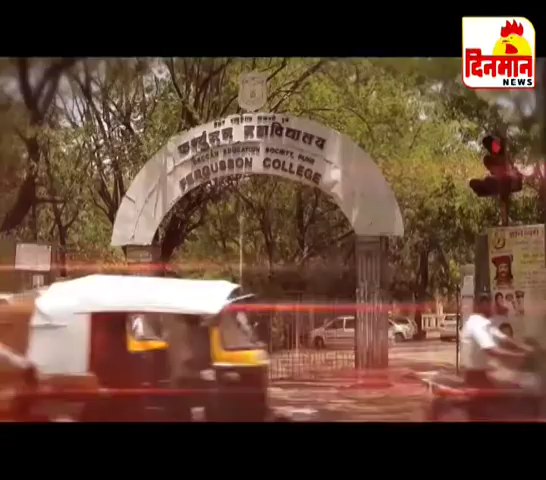 दिनमान
NEWS
फर्ग्युसन महाविद्यालय
DECCAN EDUCATION SOCIETY, PUNE
FERGUSSON COLLEGE